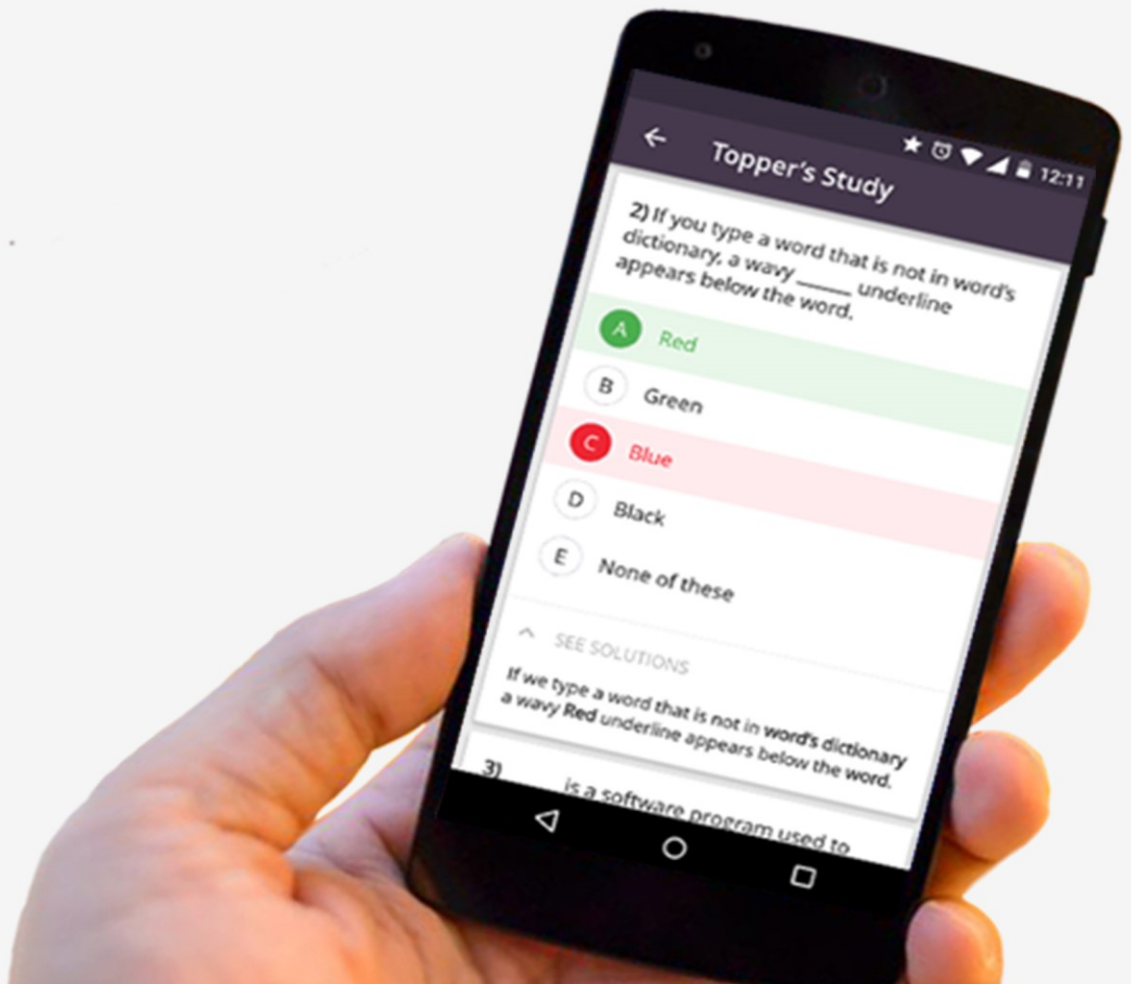 12:11
Topper's Study
2) If you type a word that is not in word's
dictionary, a wavy ______ underline
appears below the word.
A Red
B Green
C Blue
D Black
E None of these
SEE SOLUTIONS
If we type a word that is not in word's dictionary
a wavy Red underline appears below the word.
3) ______ is a software program used to